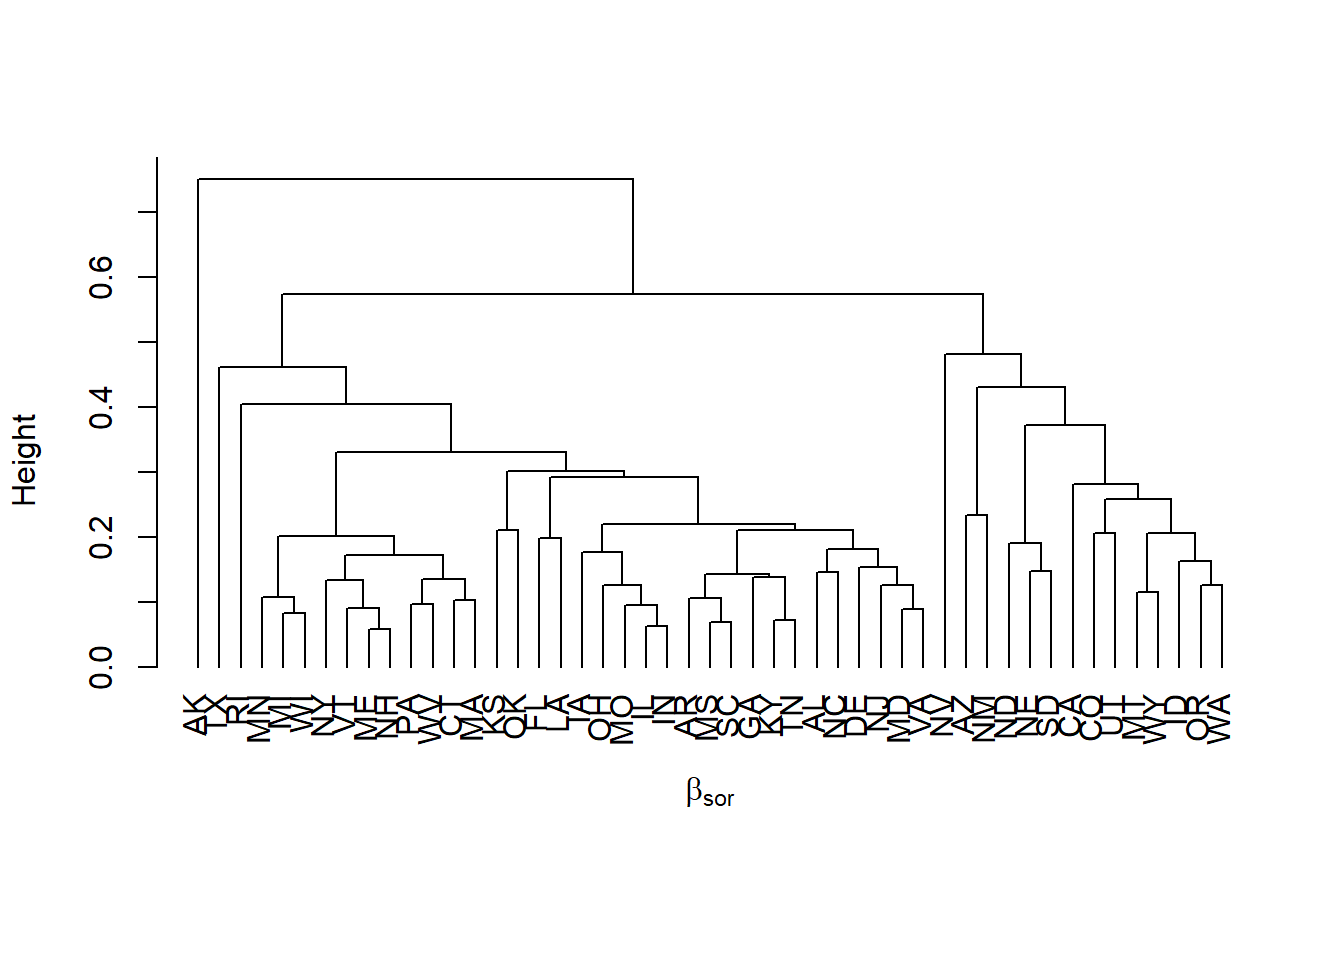 Height
0.0
0.2
0.4
0.6
AK TX RI MN MI WI NY VT ME NH PA WV CT MA KS OK FL LA IA OH MO IL IN AR MS SC GA KY TN AL NC DE NJ MD VA NV AZ NM ND NE SD CA CO UT MT WY ID OR WA
βsor